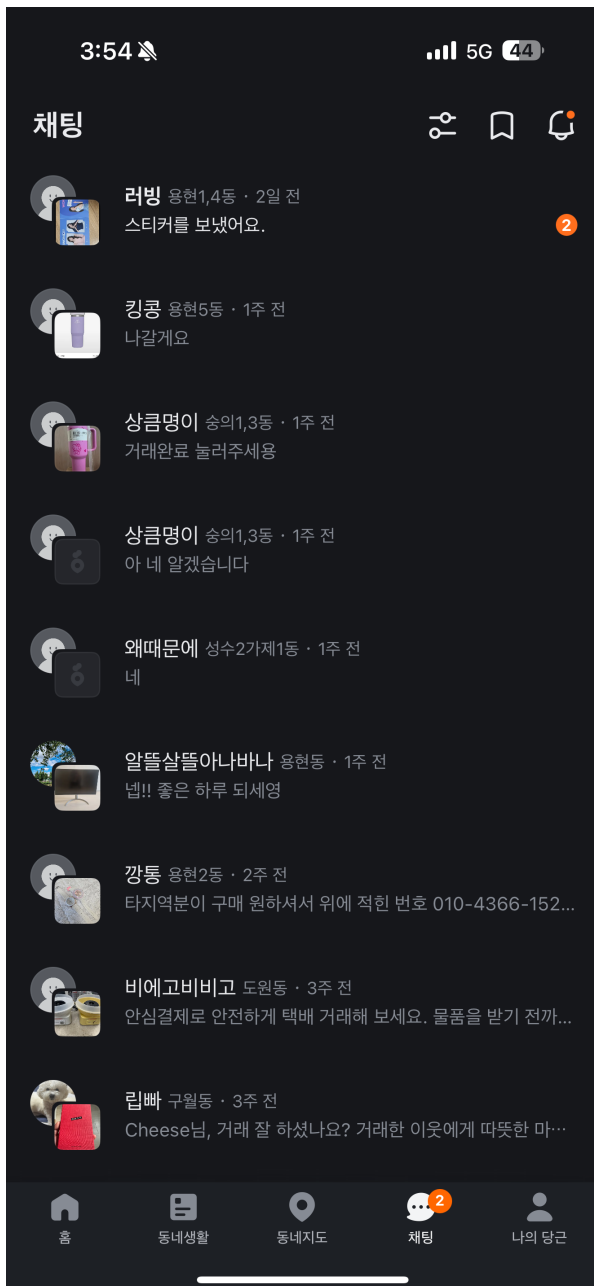 3:54
5G 44
채팅
러빙 용현1,4동 · 2일 전
스티커를 보냈어요.
2
킹콩 용현5동 · 1주 전
나갈게요
상큼명이 숭의1,3동 · 1주 전
거래완료 눌러주세용
상큼명이 숭의1,3동 · 1주 전
아 네 알겠습니다
왜때문에 성수2가제1동 · 1주 전
네
알뜰살뜰아나바나 용현동 · 1주 전
넵!! 좋은 하루 되세영
깡통 용현2동 · 2주 전
타지역분이 구매 원하셔서 위에 적힌 번호 010-4366-152...
비에고비비고 도원동 · 3주 전
안심결제로 안전하게 택배 거래해 보세요. 물품을 받기 전까...
립빠 구월동 · 3주 전
Cheese님, 거래 잘 하셨나요? 거래한 이웃에게 따뜻한 마...
2
홈 동네생활 동네지도 채팅 나의 당근